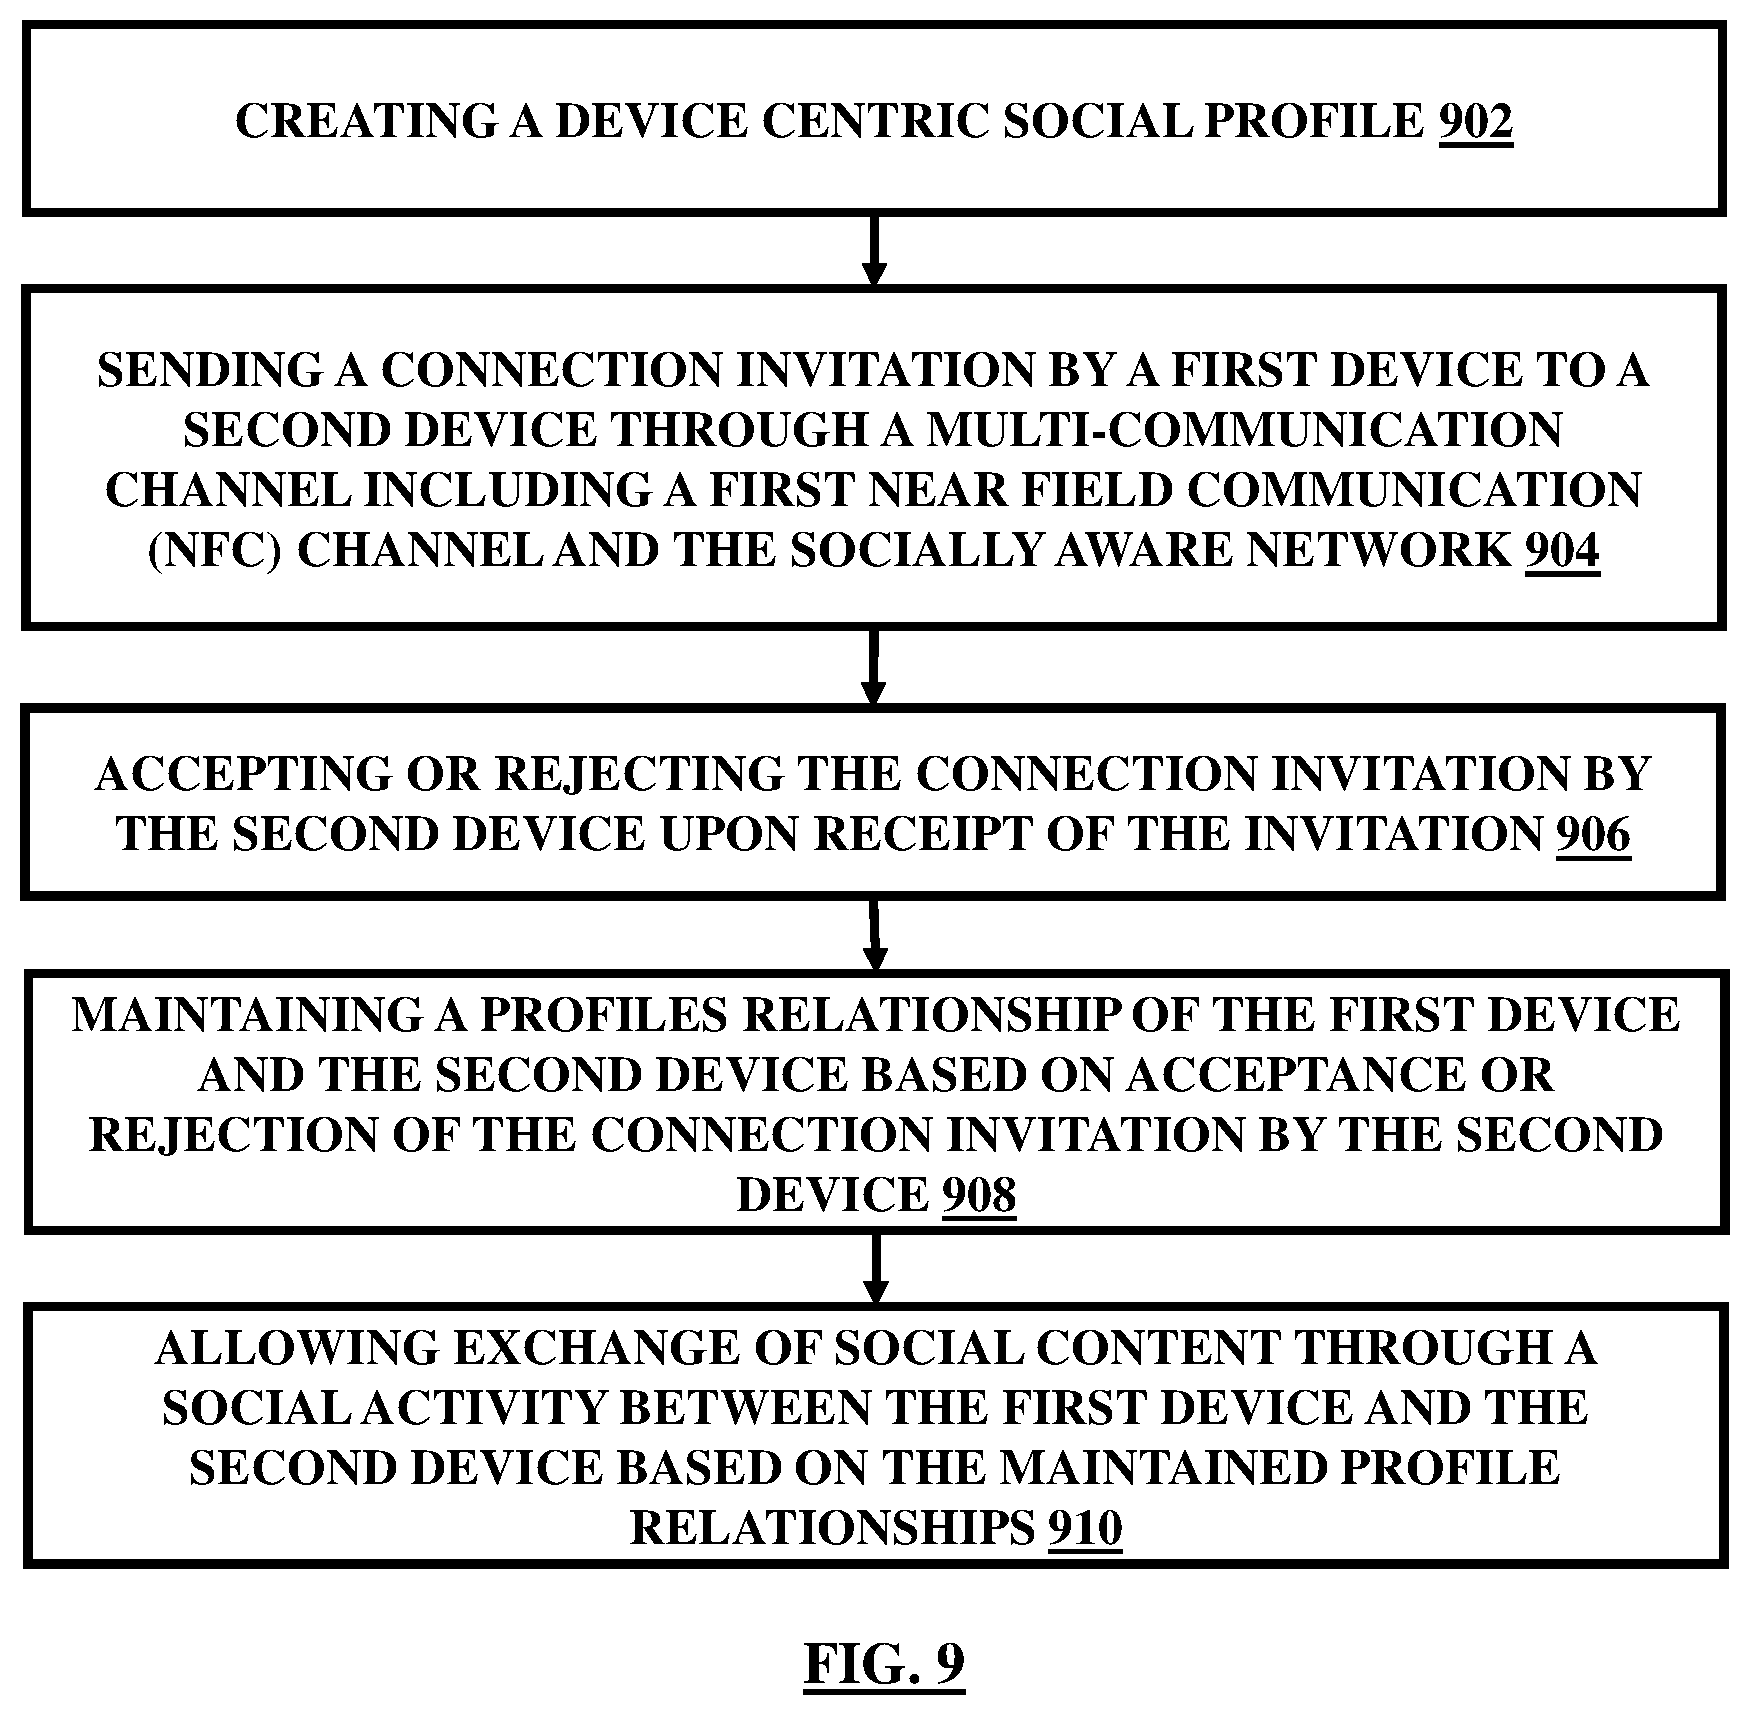 CREATING A DEVICE CENTRIC SOCIAL PROFILE 902
SENDING A CONNECTION INVITATION BY A FIRST DEVICE TO A
SECOND DEVICE THROUGH A MULTI-COMMUNICATION
CHANNEL INCLUDING A FIRST NEAR FIELD COMMUNICATION
(NFC) CHANNEL AND THE SOCIALLY AWARE NETWORK 904
ACCEPTING OR REJECTING THE CONNECTION INVITATION BY
THE SECOND DEVICE UPON RECEIPT OF THE INVITATION 906
MAINTAINING A PROFILES RELATIONSHIP OF THE FIRST DEVICE
AND THE SECOND DEVICE BASED ON ACCEPTANCE OR
REJECTION OF THE CONNECTION INVITATION BY THE SECOND
DEVICE 908
ALLOWING EXCHANGE OF SOCIAL CONTENT THROUGH A
SOCIAL ACTIVITY BETWEEN THE FIRST DEVICE AND THE
SECOND DEVICE BASED ON THE MAINTAINED PROFILE
RELATIONSHIPS 910
FIG. 9